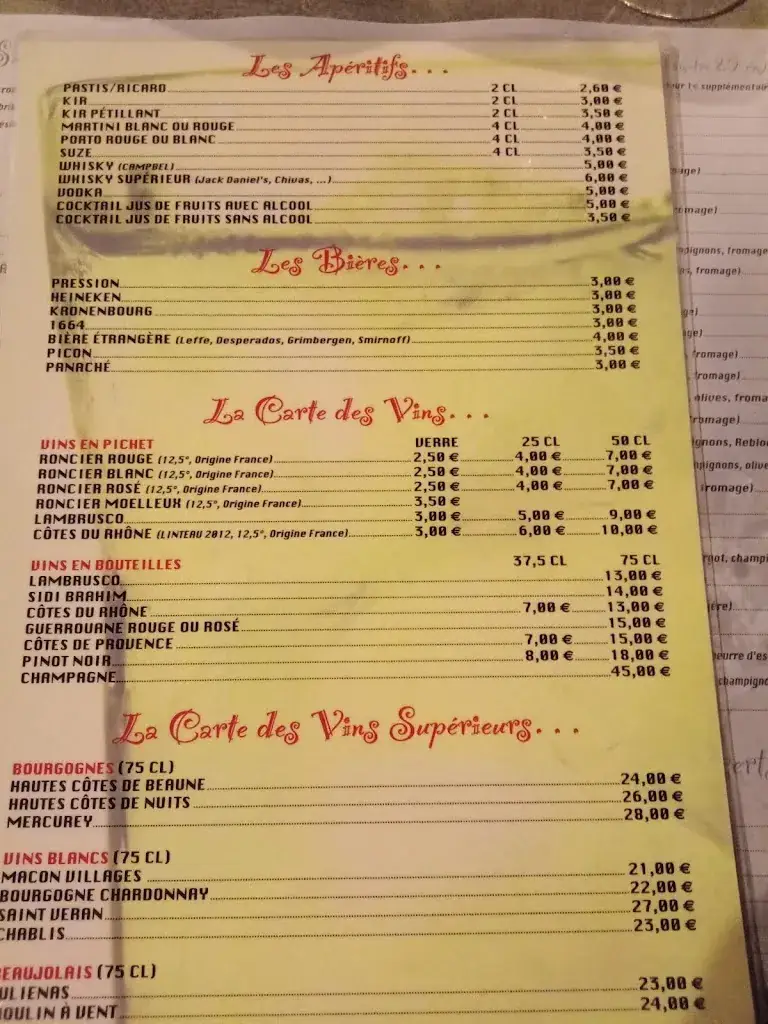 Les Apéritifs...
PASTIS/RICARD 2 CL 2,60 €
KIR 2 CL 3,00 €
KIR PÉTILLANT 2 CL 3,50 €
MARTINI BLANC OU ROUGE 4 CL 4,00 €
PORTO ROUGE OU BLANC 4 CL 4,00 €
SUZE 4 CL 3,50 €
WHISKY (CAMPBEL) 5,00 €
WHISKY SUPÉRIEUR (Jack Daniel's, Chivas, ...) 6,00 €
VODKA 5,00 €
COCKTAIL JUS DE FRUITS AVEC ALCOOL 5,00 €
COCKTAIL JUS DE FRUITS SANS ALCOOL 3,50 €
Les Bières...
PRESSION 3,00 €
HEINEKEN 3,00 €
KRONENBOURG 3,00 €
1664 3,00 €
BIÈRE ÉTRANGÈRE (Leffe, Desperados, Grimbergen, Smirnoff) 4,00 €
PICON 3,50 €
PANACHÉ 3,00 €
La Carte des Vins...
VINS EN PICHET VERRE 25 CL 50 CL
RONCIER ROUGE (12,5°, Origine France) 2,50 € 4,00 € 7,00 €
RONCIER BLANC (12,5°, Origine France) 2,50 € 4,00 € 7,00 €
RONCIER ROSÉ (12,5°, Origine France) 2,50 € 4,00 € 7,00 €
RONCIER MOELLEUX (12,5°, Origine France) 3,50 €
LAMBRUSCO 3,00 € 5,00 € 9,00 €
CÔTES DU RHÔNE (LINTEAU 2012, 12,5°, Origine France) 3,00 € 6,00 € 10,00 €
VINS EN BOUTEILLES 37,5 CL 75 CL
LAMBRUSCO 13,00 €
SIDI BRAHIM 14,00 €
CÔTES DU RHÔNE 7,00 € 13,00 €
GUERROUANE ROUGE OU ROSÉ 15,00 €
CÔTES DE PROVENCE 7,00 € 15,00 €
PINOT NOIR 8,00 € 18,00 €
CHAMPAGNE 45,00 €
La Carte des Vins Supérieurs...
BOURGOGNES (75 CL)
HAUTES CÔTES DE BEAUNE 24,00 €
HAUTES CÔTES DE NUITS 26,00 €
MERCUREY 28,00 €
VINS BLANCS (75 CL)
MACON VILLAGES 21,00 €
BOURGOGNE CHARDONNAY 22,00 €
SAINT VERAN 27,00 €
CHABLIS 23,00 €
EAUJOLAIS (75 CL)
ULIENAS 23,00 €
OULIN À VENT 24,00 €